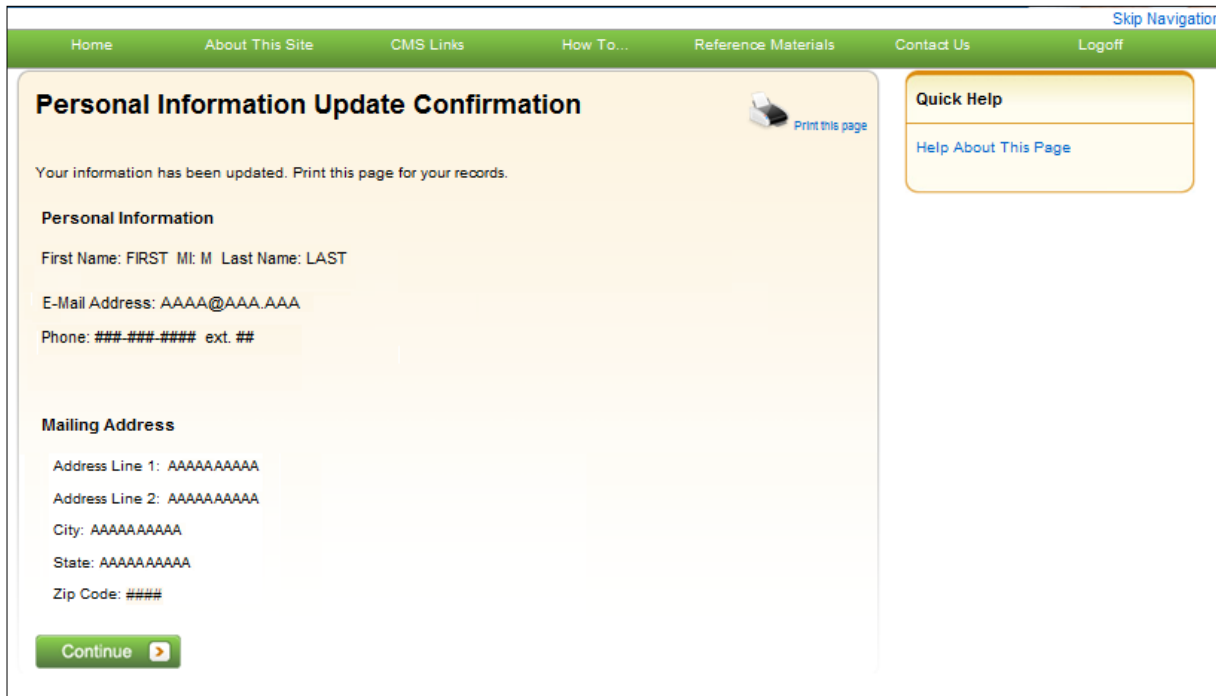 Skip Navigation
Home About This Site CMS Links How To... Reference Materials Contact Us Logoff
Personal Information Update Confirmation
Print this page
Your information has been updated. Print this page for your records.
Personal Information
First Name: FIRST MI: M Last Name: LAST
E-Mail Address: AAAA@AAA.AAA
Phone: ###-###-#### ext. ##
Mailing Address
Address Line 1: AAAAAAAAAA
Address Line 2: AAAAAAAAAA
City: AAAAAAAAAA
State: AAAAAAAAAA
Zip Code: ####
Continue
Quick Help
Help About This Page